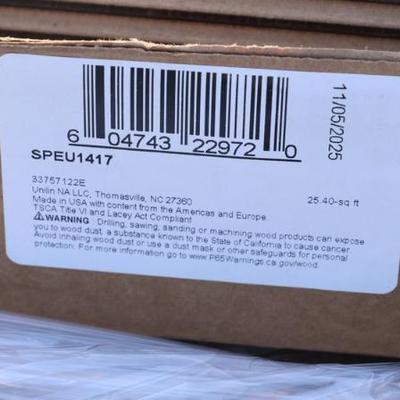 6 04743 22972 0
11/05/2025
SPEU1417
33757122E
25.40-sq ft
Unilin NA LLC, Thomasville, NC 27360
Made in USA with content from the Americas and Europe.
TSCA Title VI and Lacey Act Compliant
⚠WARNING : Drilling, sawing, sanding or machining wood products can expose
you to wood dust, a substance known to the State of California to cause cancer.
Avoid inhaling wood dust or use a dust mask or other safeguards for personal
protection. For more information go to www.P65Warnings.ca.gov/wood.